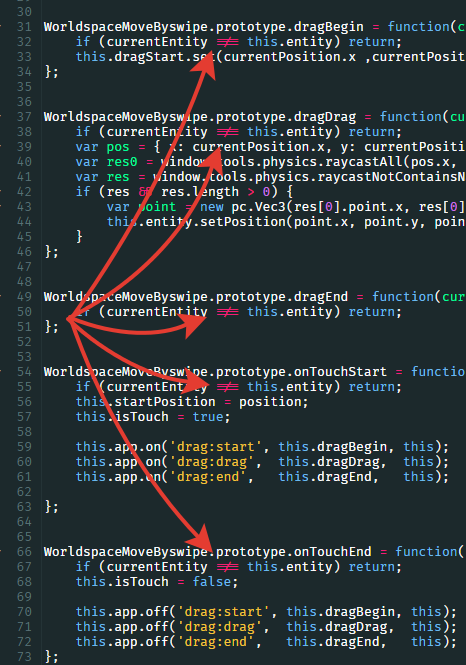 30
31 WorldspaceMoveByswipe.prototype.dragBegin = function(c
32 if (currentEntity !== this.entity) return;
33 this.dragStart.set(currentPosition.x ,currentPosit
34 };
35
36
37 WorldspaceMoveByswipe.prototype.dragDrag = function(cu
38 if (currentEntity !== this.entity) return;
39 var pos = { x: currentPosition.x, y: currentPositi
40 var res0 = window.tools.physics.raycastAll(pos.x,
41 var res = window.tools.physics.raycastNotContainsN
42 if (res && res.length > 0) {
43 var point = new pc.Vec3(res[0].point.x, res[0]
44 this.entity.setPosition(point.x, point.y, poin
45 }
46 };
47
48
49 WorldspaceMoveByswipe.prototype.dragEnd = function(cur
50 if (currentEntity !== this.entity) return;
51 };
52
53
54 WorldspaceMoveByswipe.prototype.onTouchStart = functio
55 if (currentEntity !== this.entity) return;
56 this.startPosition = position;
57 this.isTouch = true;
58
59 this.app.on('drag:start', this.dragBegin, this);
60 this.app.on('drag:drag', this.dragDrag, this);
61 this.app.on('drag:end', this.dragEnd, this);
62
63 };
64
65
66 WorldspaceMoveByswipe.prototype.onTouchEnd = function(
67 if (currentEntity !== this.entity) return;
68 this.isTouch = false;
69
70 this.app.off('drag:start', this.dragBegin, this);
71 this.app.off('drag:drag', this.dragDrag, this);
72 this.app.off('drag:end', this.dragEnd, this);
73 };